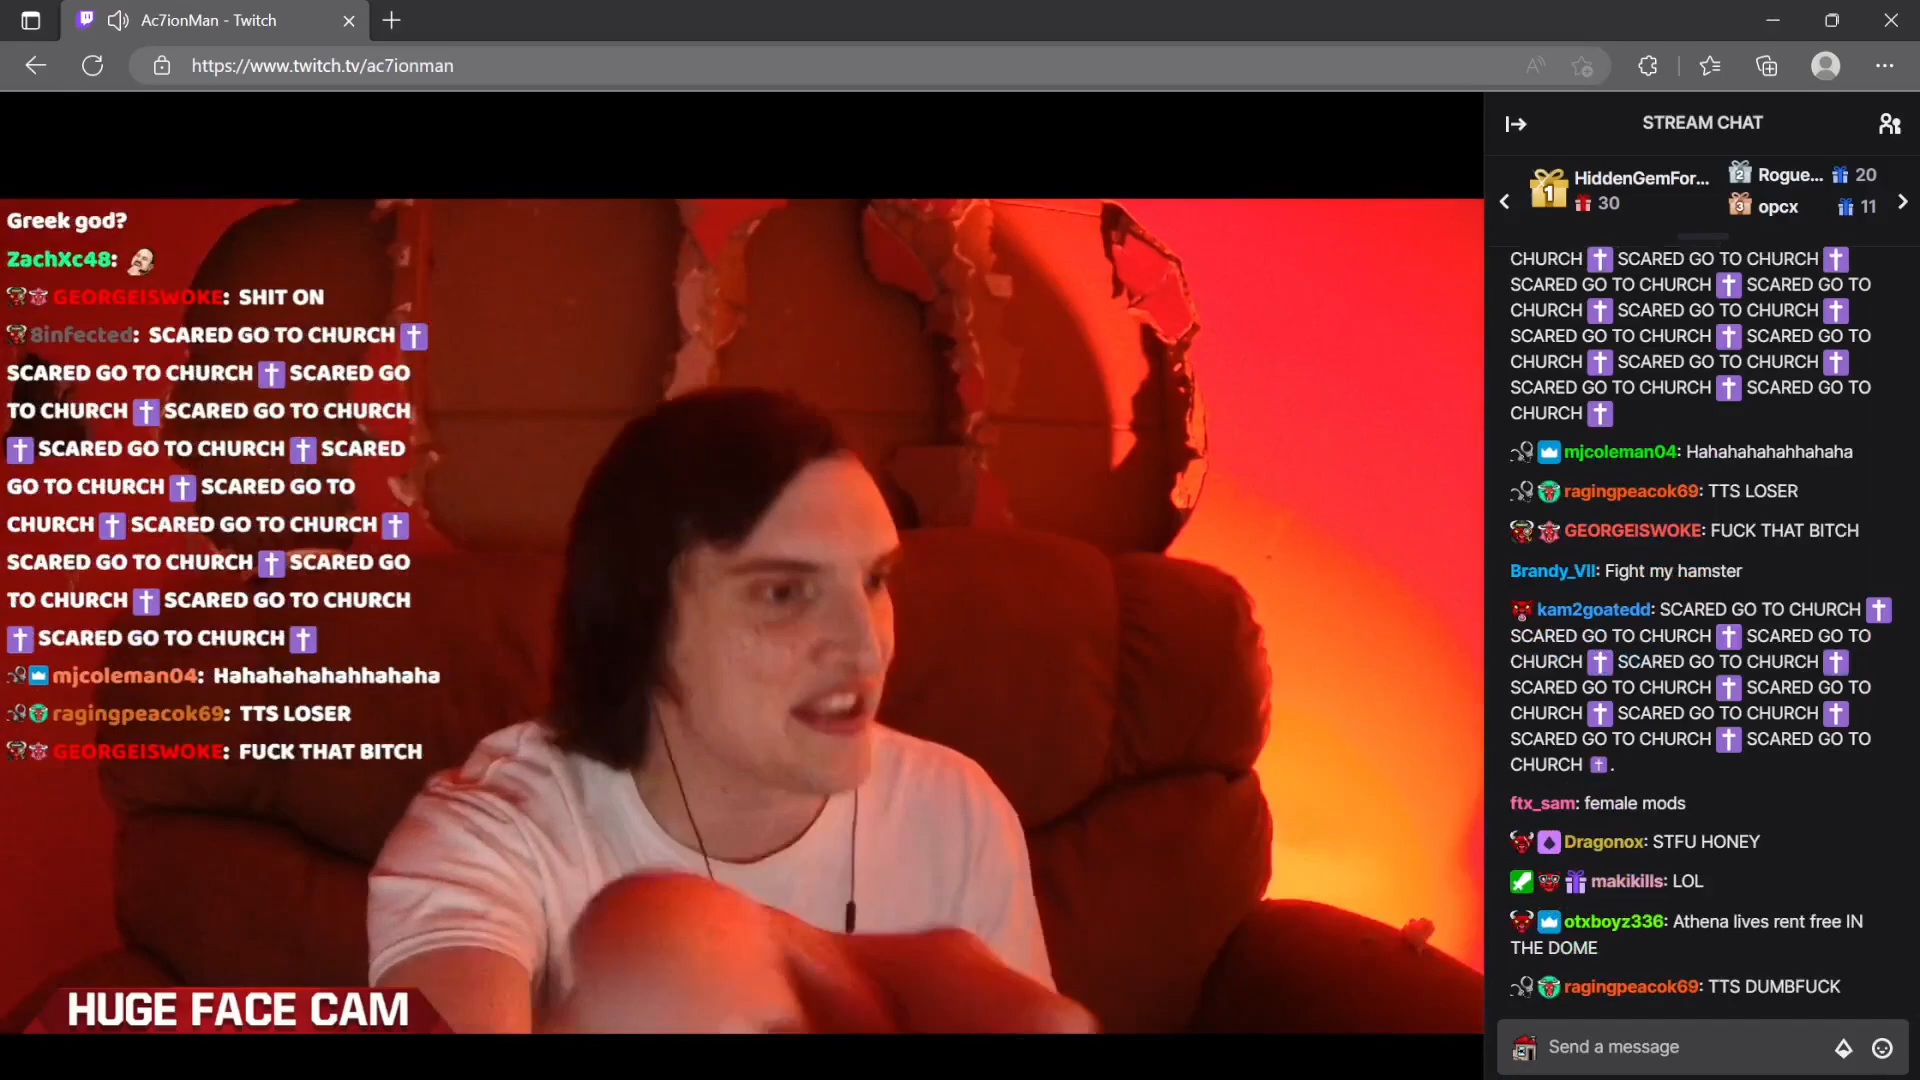 Ac7ionMan - Twitch
https://www.twitch.tv/ac7ionman
Greek god?
ZachXc48:
GEORGEISWOKE: SHIT ON
8infected: SCARED GO TO CHURCH ✝
SCARED GO TO CHURCH ✝ SCARED GO
TO CHURCH ✝ SCARED GO TO CHURCH
✝ SCARED GO TO CHURCH ✝ SCARED
GO TO CHURCH ✝ SCARED GO TO
CHURCH ✝ SCARED GO TO CHURCH ✝
SCARED GO TO CHURCH ✝ SCARED GO
TO CHURCH ✝ SCARED GO TO CHURCH
✝ SCARED GO TO CHURCH ✝
mjcoleman04: Hahahahahahhahaha
ragingpeacok69: TTS LOSER
GEORGEISWOKE: FUCK THAT BITCH
HUGE FACE CAM
STREAM CHAT
1 HiddenGemFor...
30
2 Rogue... 20
3 opcx 11
CHURCH ✝ SCARED GO TO CHURCH ✝
SCARED GO TO CHURCH ✝ SCARED GO TO
CHURCH ✝ SCARED GO TO CHURCH ✝
SCARED GO TO CHURCH ✝ SCARED GO TO
CHURCH ✝ SCARED GO TO CHURCH ✝
SCARED GO TO CHURCH ✝ SCARED GO TO
CHURCH ✝
mjcoleman04: Hahahahahahhahaha
ragingpeacok69: TTS LOSER
GEORGEISWOKE: FUCK THAT BITCH
Brandy_VII: Fight my hamster
kam2goatedd: SCARED GO TO CHURCH ✝
SCARED GO TO CHURCH ✝ SCARED GO TO
CHURCH ✝ SCARED GO TO CHURCH ✝
SCARED GO TO CHURCH ✝ SCARED GO TO
CHURCH ✝ SCARED GO TO CHURCH ✝
SCARED GO TO CHURCH ✝ SCARED GO TO
CHURCH ✝ .
ftx_sam: female mods
Dragonox: STFU HONEY
makikills: LOL
otxboyz336: Athena lives rent free IN
THE DOME
ragingpeacok69: TTS DUMBFUCK
Send a message